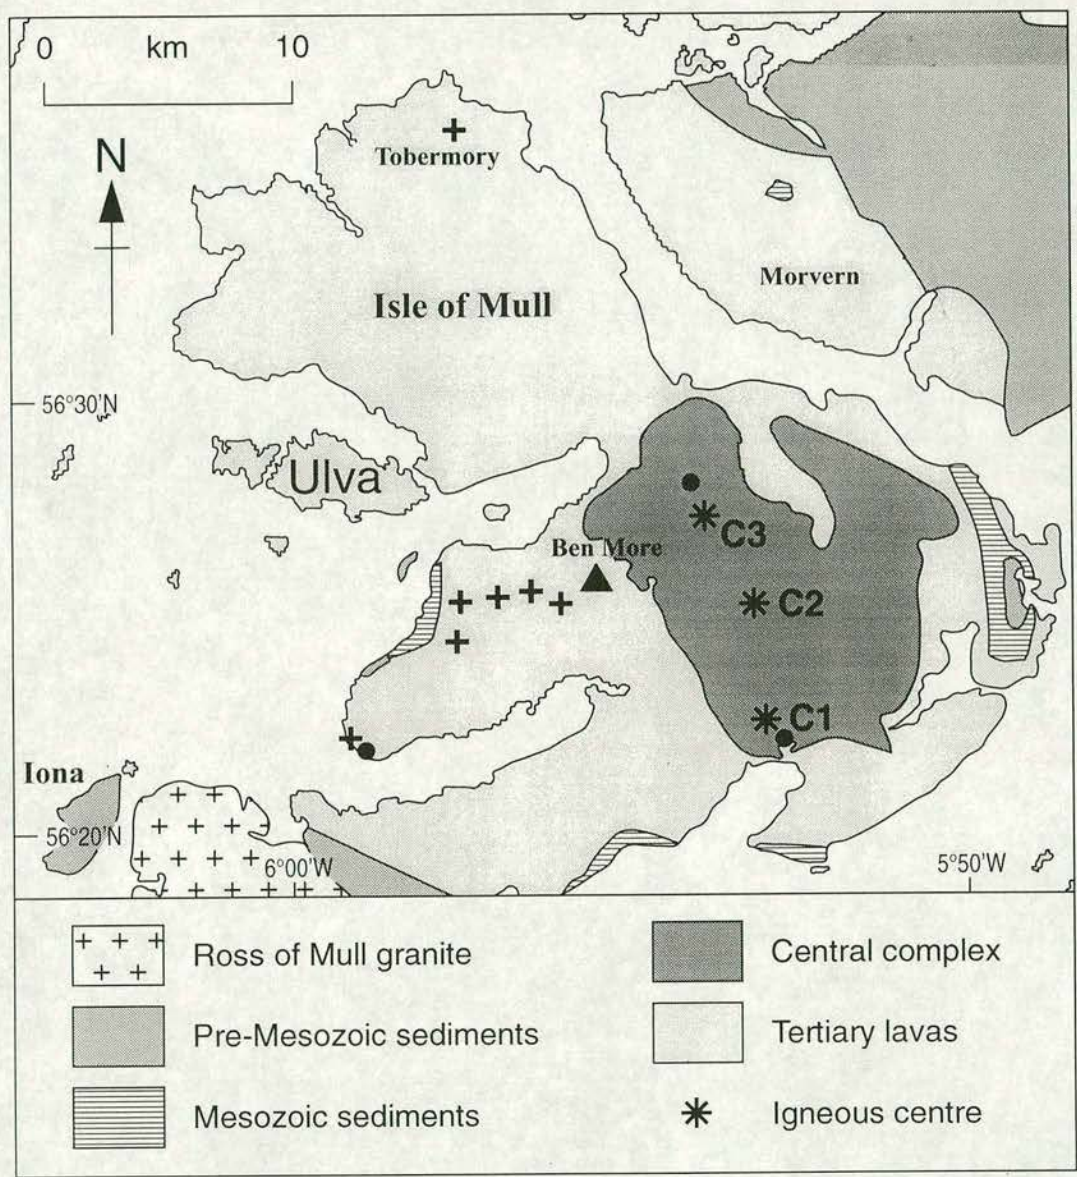 0 km 10
N
Tobermory
Morvern
Isle of Mull
56°30'N
Ulva
Ben More
C3
C2
C1
Iona
56°20'N
6°00'W
5°50'W
Ross of Mull granite
Pre-Mesozoic sediments
Mesozoic sediments
Central complex
Tertiary lavas
Igneous centre